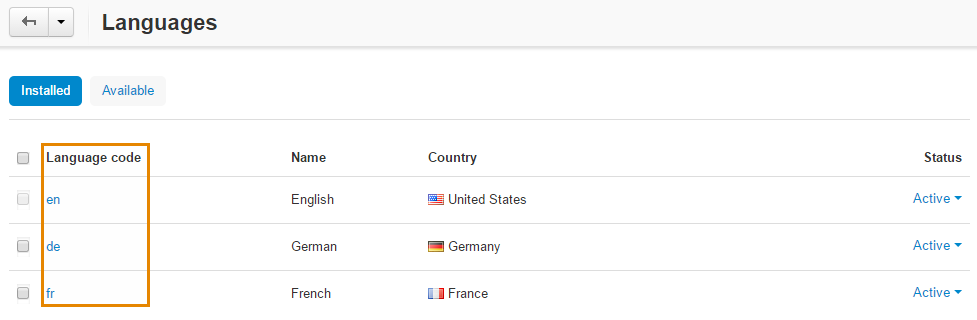 Languages
Installed Available
Language code Name Country Status
en English United States Active
de German Germany Active
fr French France Active